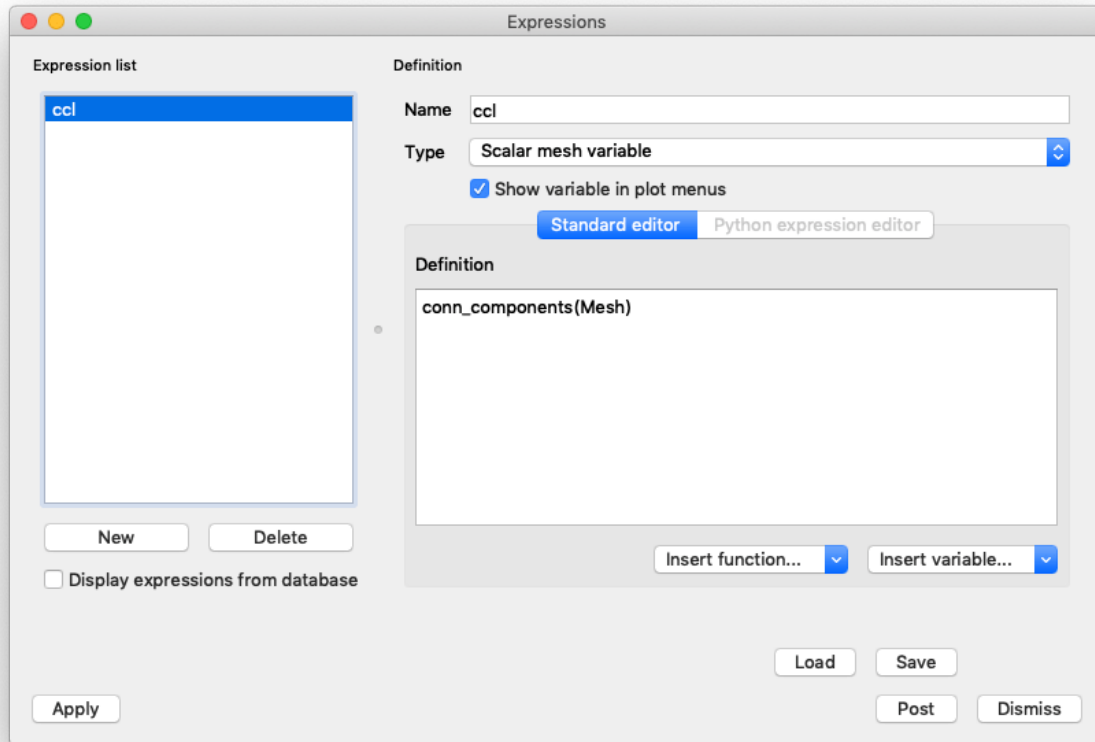 Expressions
Expression list
ccl
New
Delete
Display expressions from database
Definition
Name ccl
Type Scalar mesh variable
Show variable in plot menus
Standard editor
Python expression editor
Definition
conn_components(Mesh)
Insert function...
Insert variable...
Load
Save
Apply
Post
Dismiss